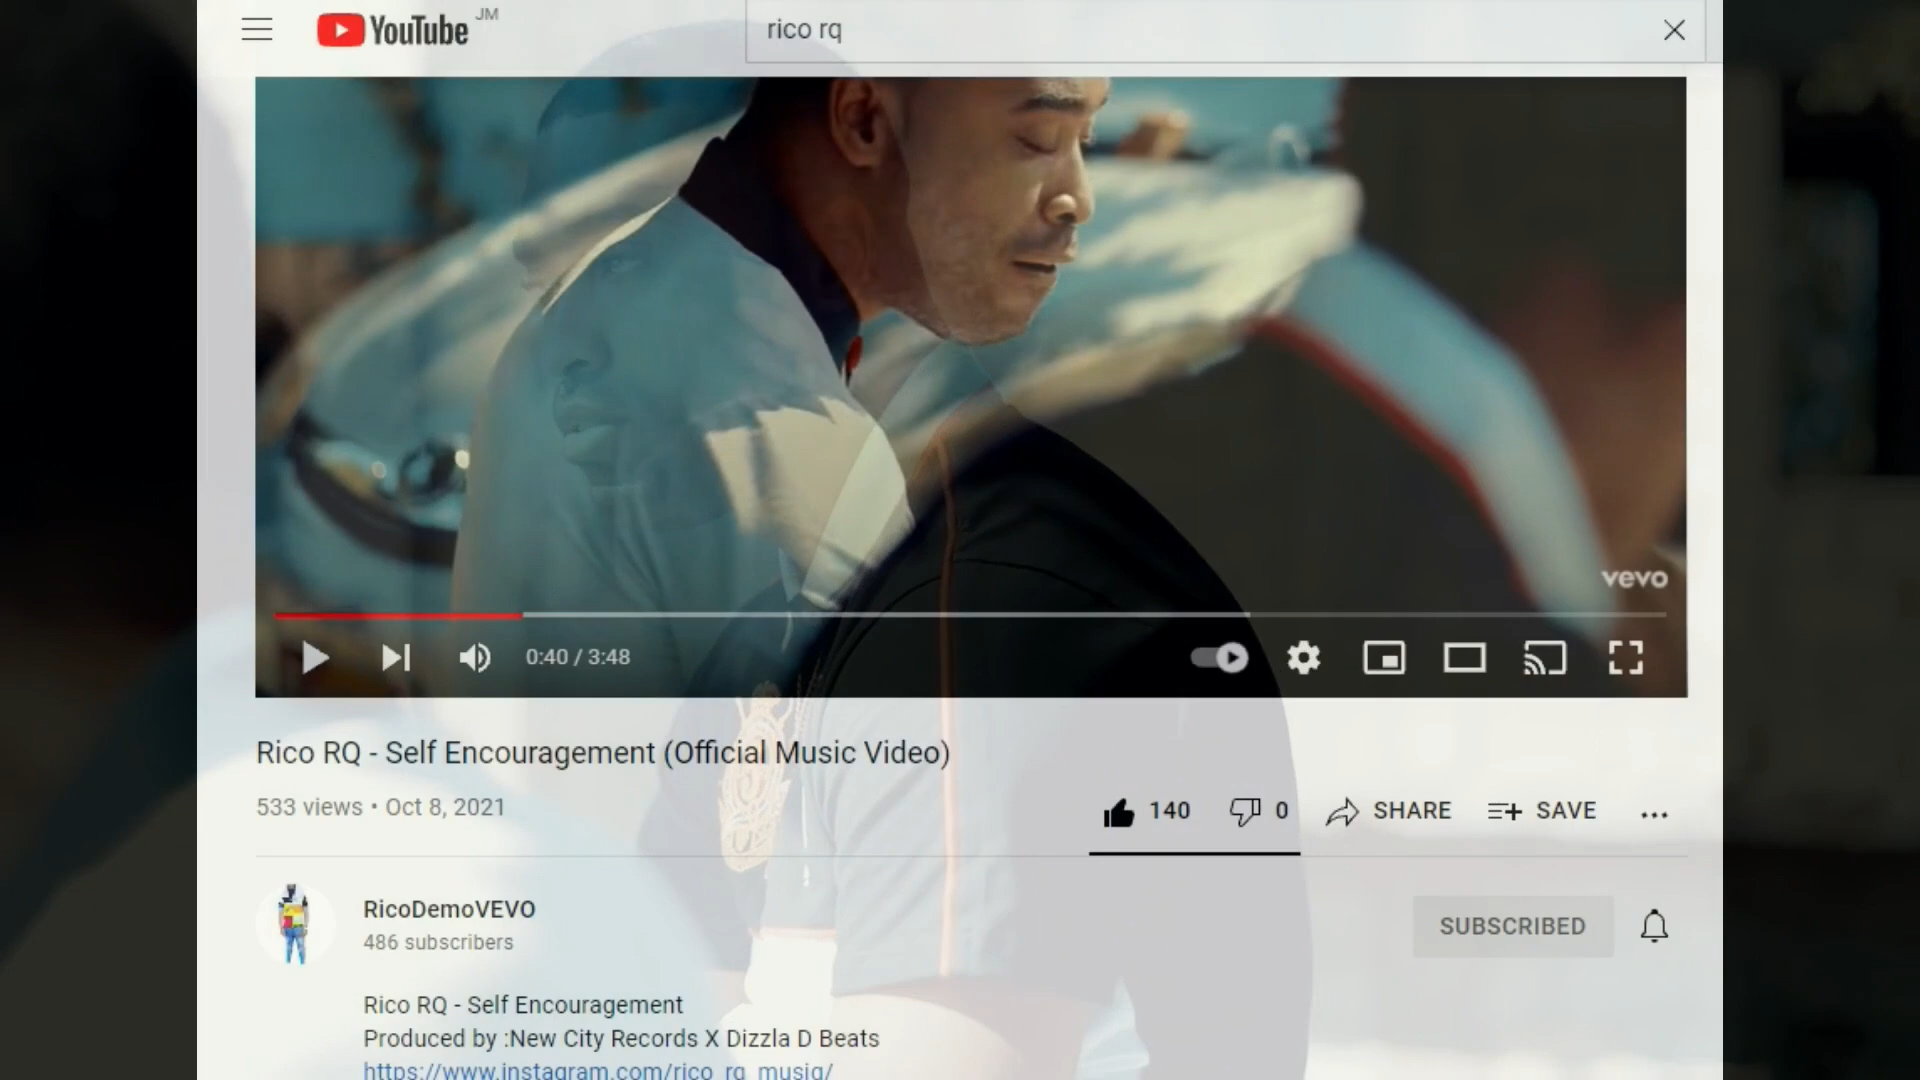 YouTube JM
rico rq
vevo
0:40 / 3:48
Rico RQ - Self Encouragement (Official Music Video)
533 views • Oct 8, 2021
140 0 SHARE SAVE
RicoDemoVEVO
486 subscribers
SUBSCRIBED
Rico RQ - Self Encouragement
Produced by :New City Records X Dizzla D Beats
https://www.instagram.com/rico_rq_musiq/